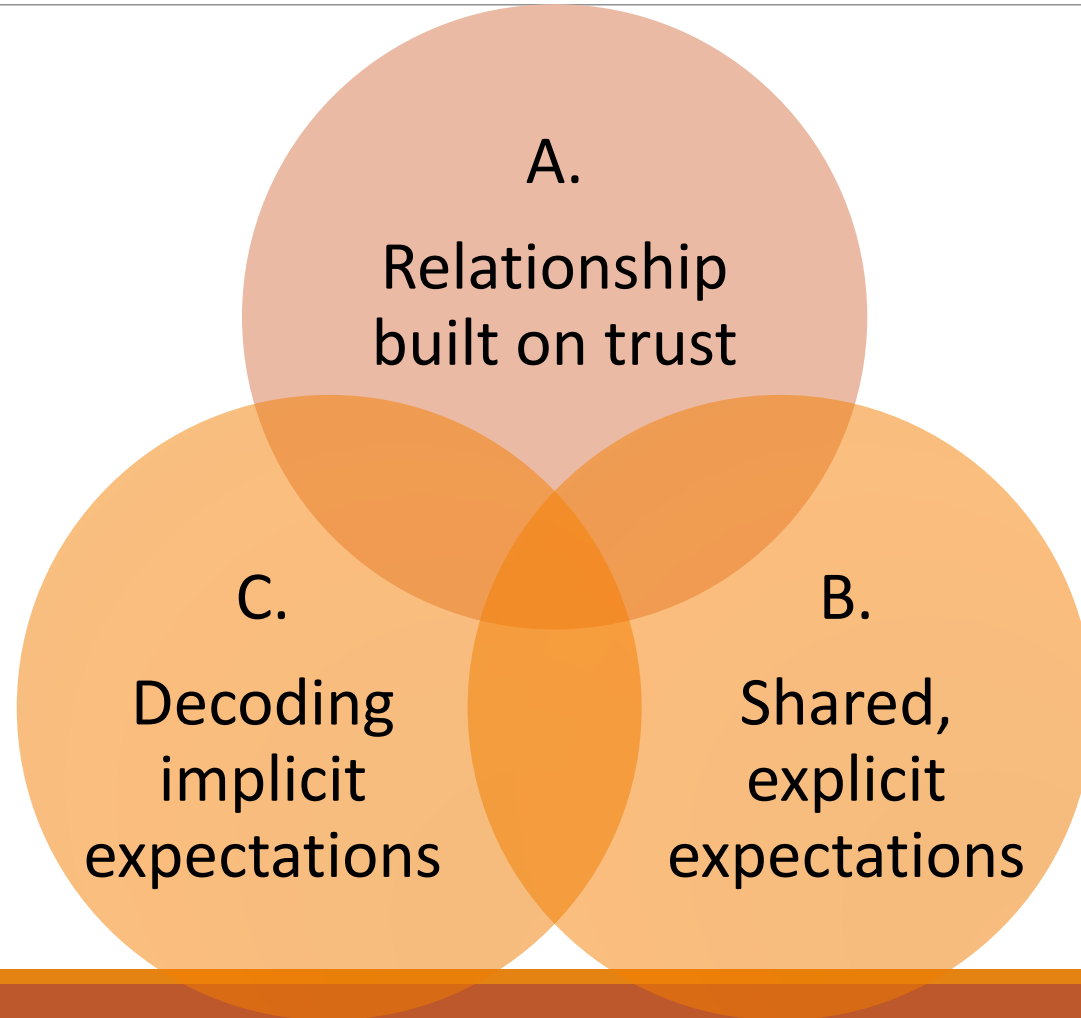 A.
Relationship
built on trust
C.
Decoding
implicit
expectations
B.
Shared,
explicit
expectations